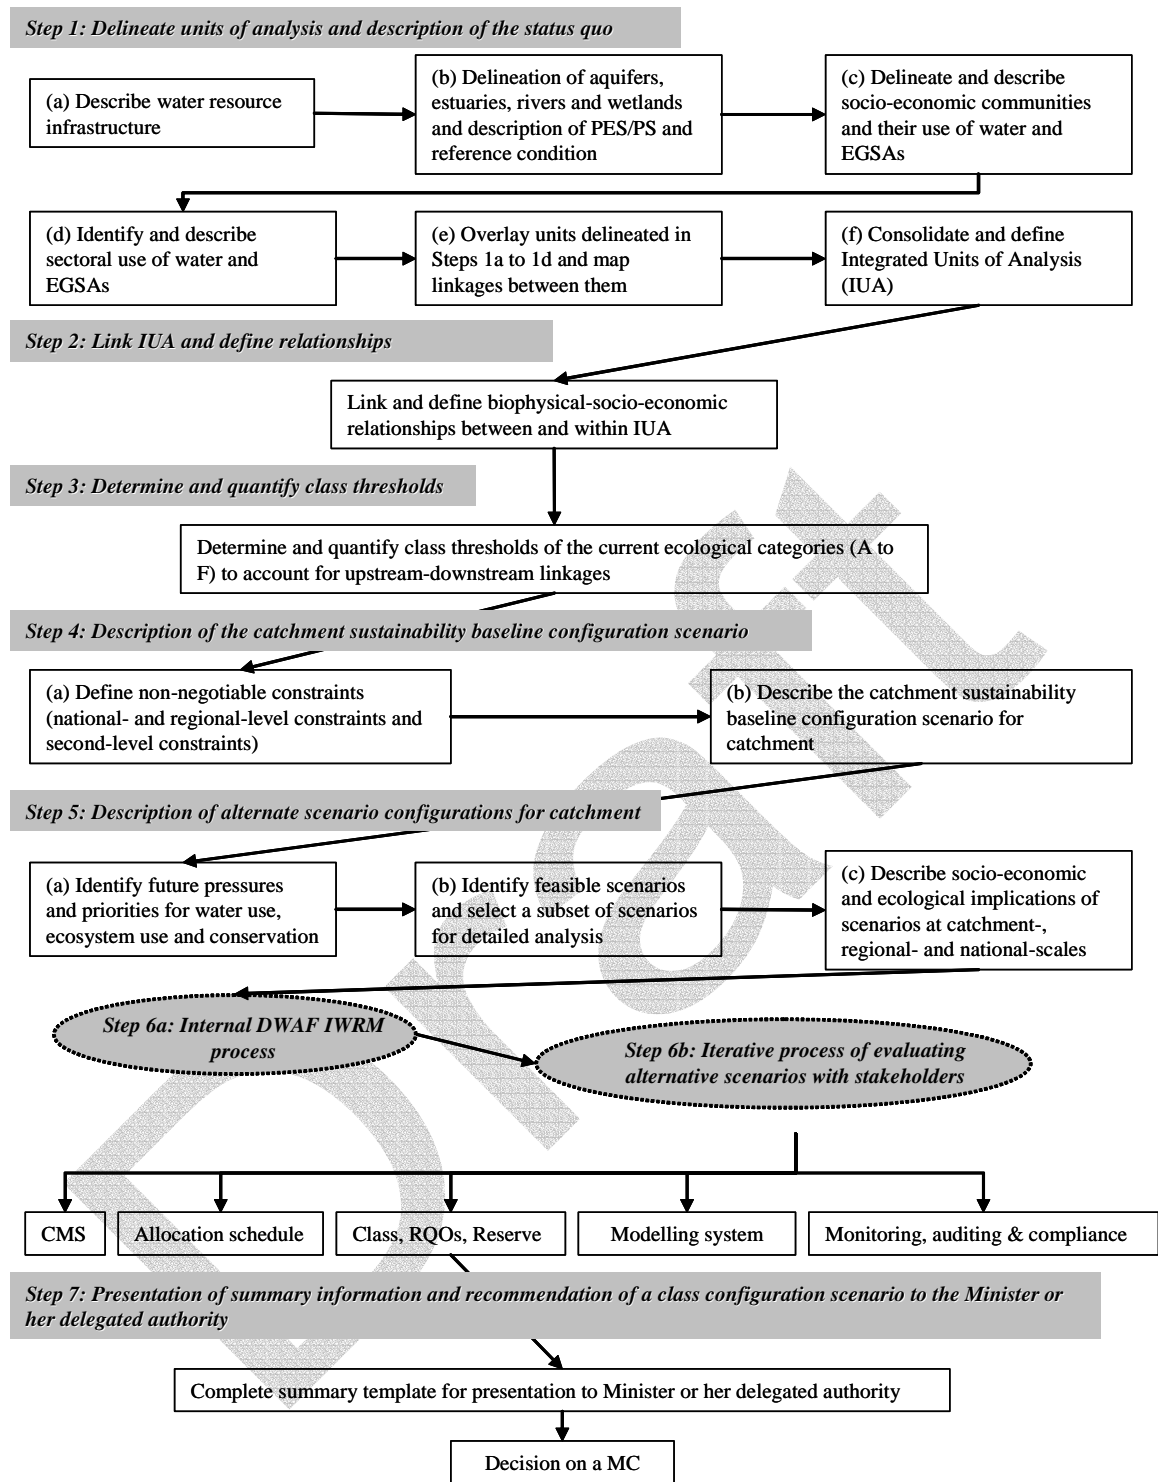 Step 1: Delineate units of analysis and description of the status quo
(a) Describe water resource
infrastructure
(b) Delineation of aquifers,
estuaries, rivers and wetlands
and description of PES/PS and
reference condition
(c) Delineate and describe
socio-economic communities
and their use of water and
EGSAs
(d) Identify and describe
sectoral use of water and
EGSAs
(e) Overlay units delineated in
Steps 1a to 1d and map
linkages between them
(f) Consolidate and define
Integrated Units of Analysis
(IUA)
Step 2: Link IUA and define relationships
Link and define biophysical-socio-economic
relationships between and within IUA
Step 3: Determine and quantify class thresholds
Determine and quantify class thresholds of the current ecological categories (A to
F) to account for upstream-downstream linkages
Step 4: Description of the catchment sustainability baseline configuration scenario
(a) Define non-negotiable constraints
(national- and regional-level constraints and
second-level constraints)
(b) Describe the catchment sustainability
baseline configuration scenario for
catchment
Step 5: Description of alternate scenario configurations for catchment
(a) Identify future pressures
and priorities for water use,
ecosystem use and conservation
(b) Identify feasible scenarios
and select a subset of scenarios
for detailed analysis
(c) Describe socio-economic
and ecological implications of
scenarios at catchment-,
regional- and national-scales
Step 6a: Internal DWAF IWRM
process
Step 6b: Iterative process of evaluating
alternative scenarios with stakeholders
CMS
Allocation schedule
Class, RQOs, Reserve
Modelling system
Monitoring, auditing & compliance
Step 7: Presentation of summary information and recommendation of a class configuration scenario to the Minister or
her delegated authority
Complete summary template for presentation to Minister or her delegated authority
Decision on a MC
Draft